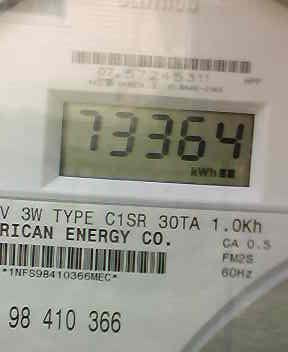 73364
kWh
V 3W TYPE C1SR 30TA 1.0Kh
RICAN ENERGY CO.
CA 0.5
FM2S
60Hz
*1NFS98410366MEC*
98 410 366